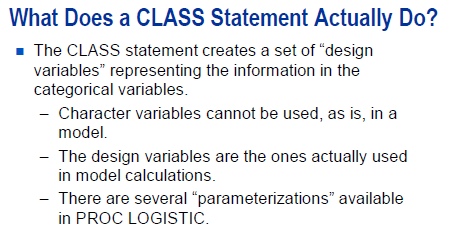 What Does a CLASS Statement Actually Do?
■ The CLASS statement creates a set of “design
variables” representing the information in the
categorical variables.
– Character variables cannot be used, as is, in a
model.
– The design variables are the ones actually used
in model calculations.
– There are several “parameterizations” available
in PROC LOGISTIC.